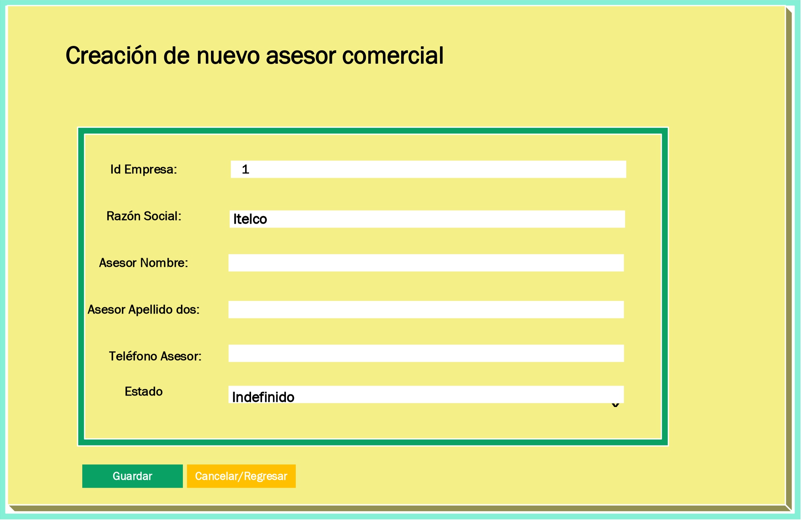 Creación de nuevo asesor comercial
Id Empresa: 1
Razón Social: Itelco
Asesor Nombre:
Asesor Apellido dos:
Teléfono Asesor:
Estado Indefinido
Guardar Cancelar/Regresar